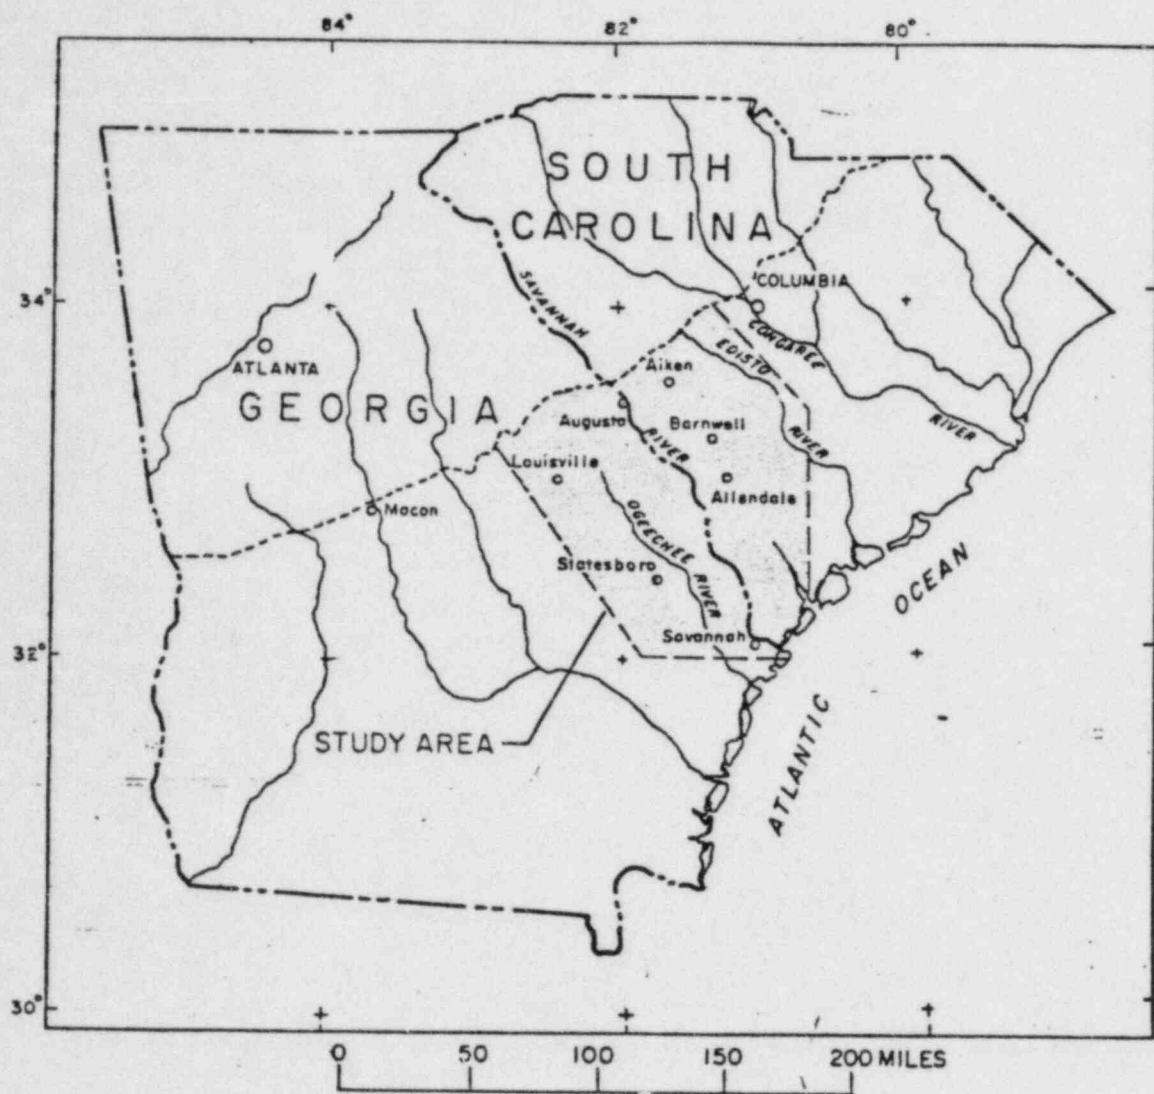 84°
82°
80°
SOUTH
CAROLINA
SAVANNAH
COLUMBIA
34°
CONGAREE
EDISTO
ATLANTA
Aiken
GEORGIA
Augusta
Barnwell
RIVER
RIVER
RIVER
Louisville
Allendale
Macon
OGEECHEE RIVER
Statesboro
OCEAN
Savannah
32°
STUDY AREA
ATLANTIC
30°
0 50 100 150 200 MILES